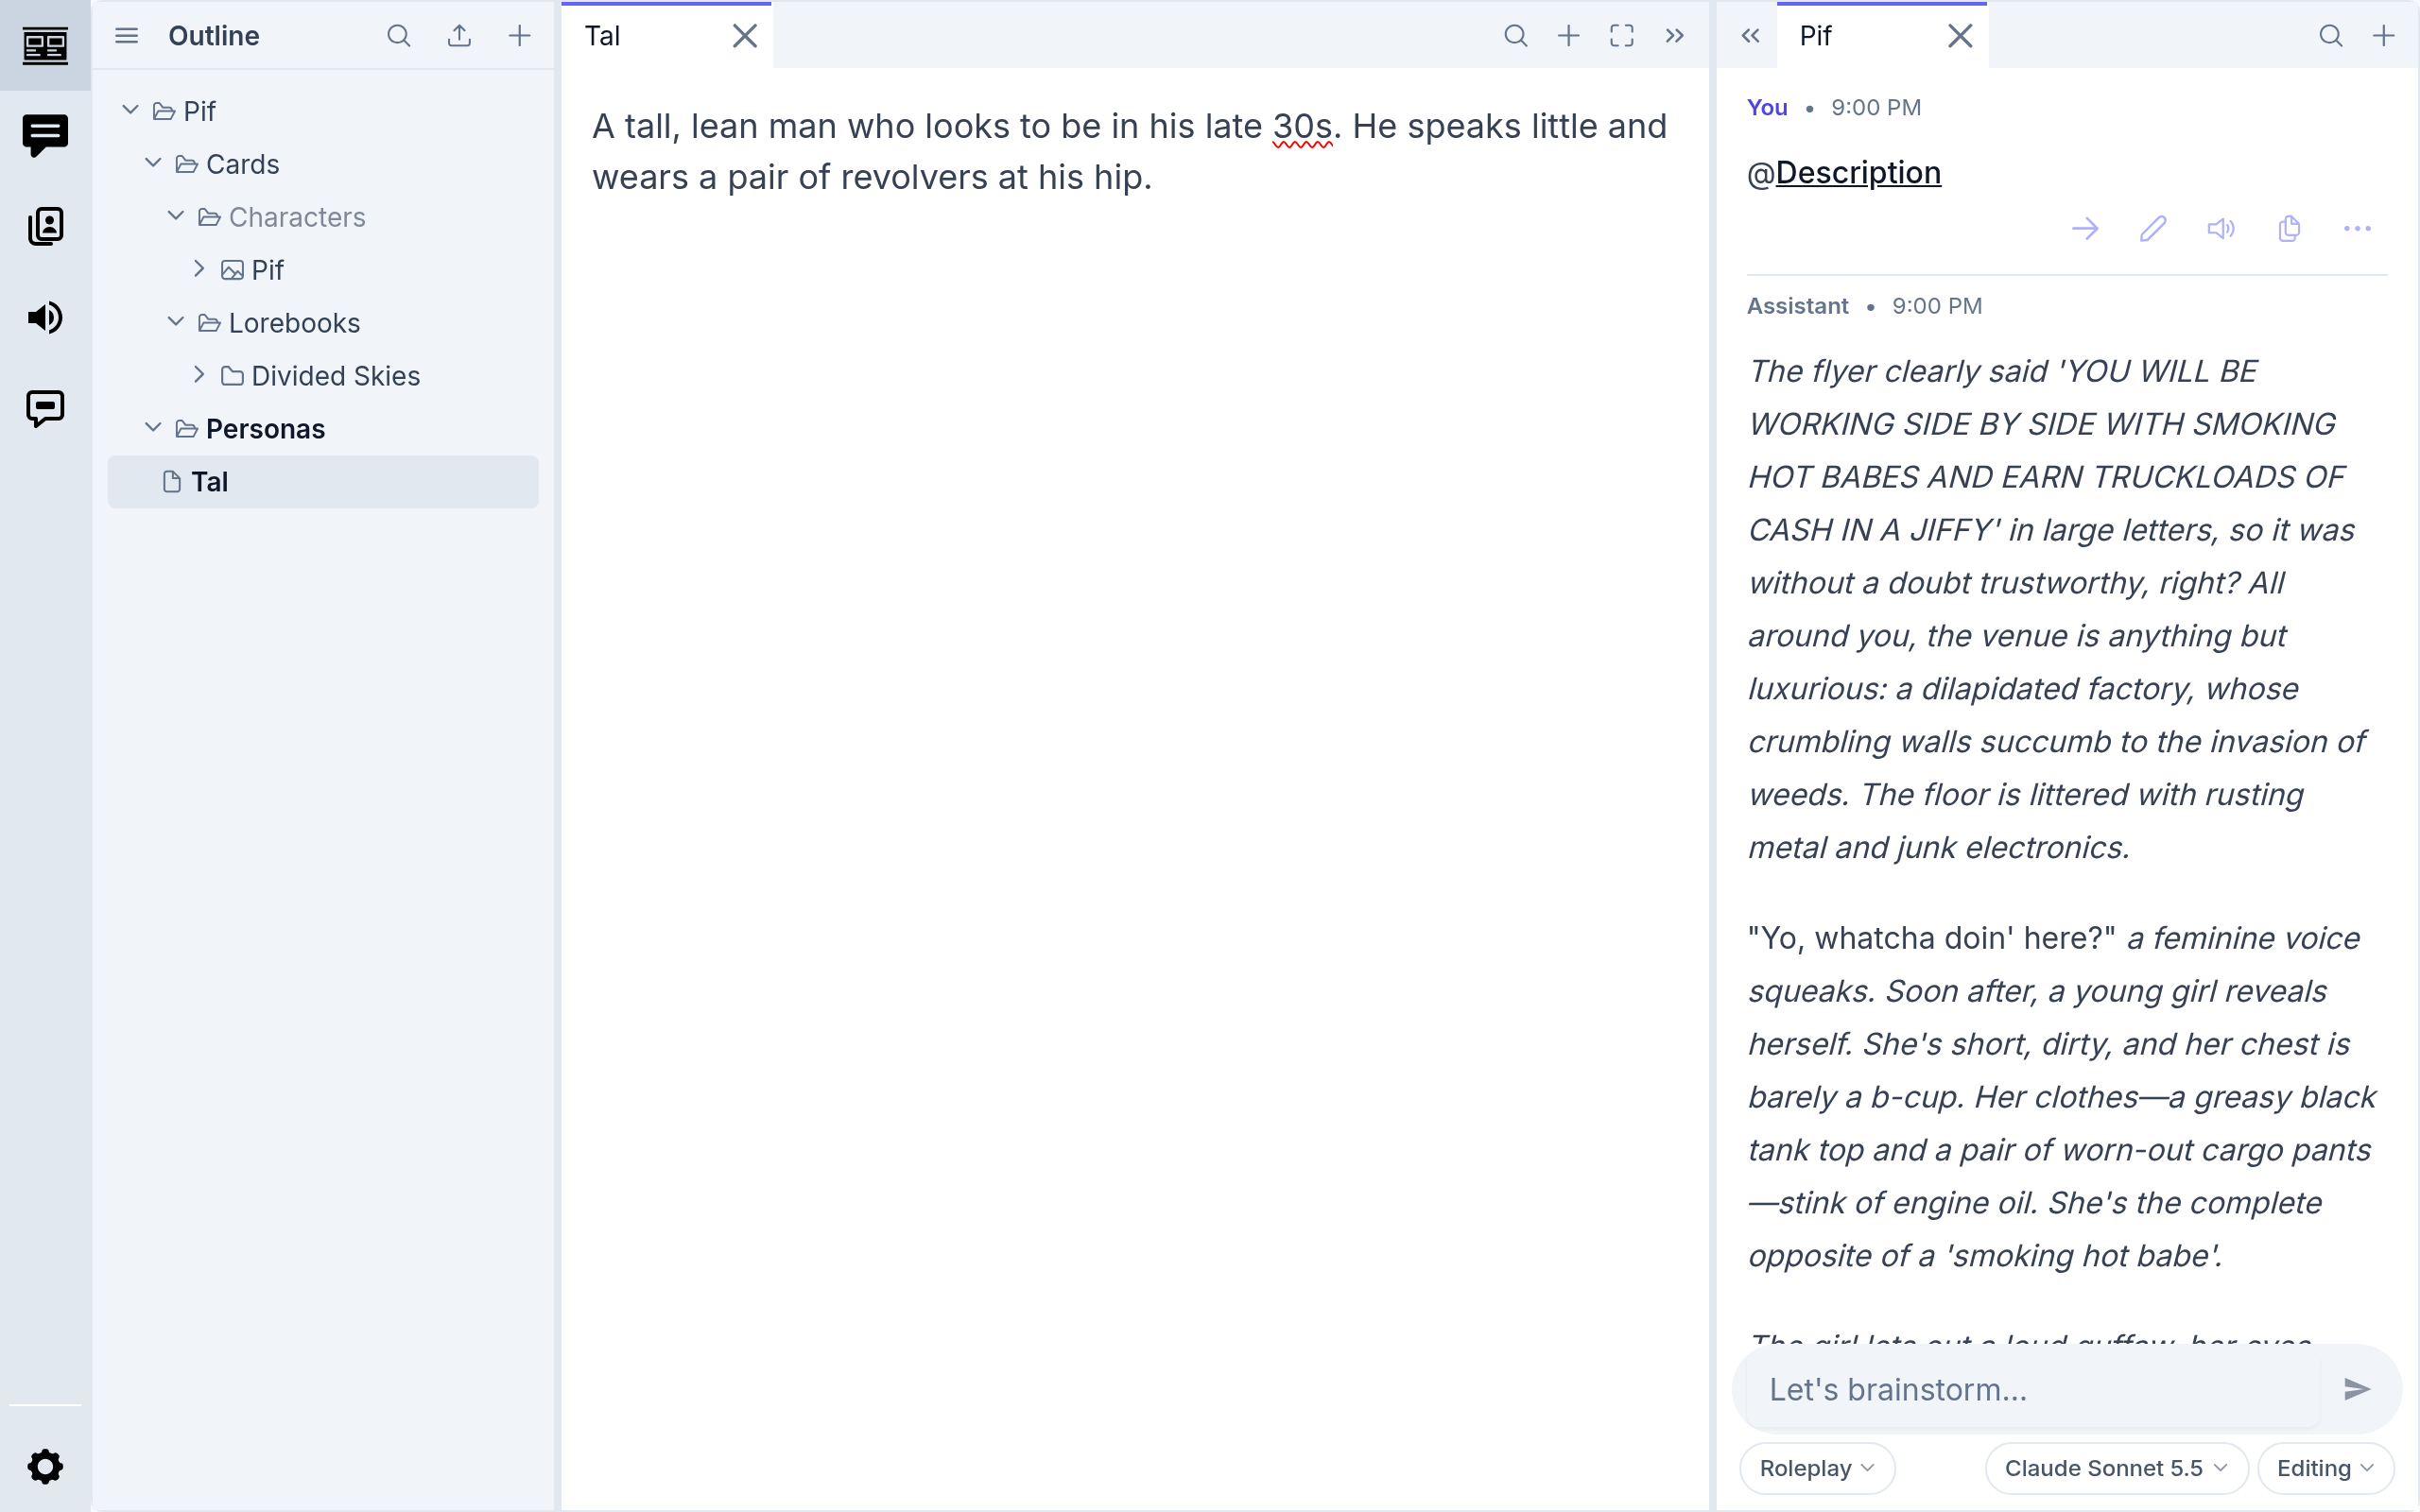 Outline
Pif
Cards
Characters
Pif
Lorebooks
Divided Skies
Personas
Tal
Tal
A tall, lean man who looks to be in his late 30s. He speaks little and
wears a pair of revolvers at his hip.
Pif
You • 9:00 PM
@Description
Assistant • 9:00 PM
The flyer clearly said 'YOU WILL BE
WORKING SIDE BY SIDE WITH SMOKING
HOT BABES AND EARN TRUCKLOADS OF
CASH IN A JIFFY' in large letters, so it was
without a doubt trustworthy, right? All
around you, the venue is anything but
luxurious: a dilapidated factory, whose
crumbling walls succumb to the invasion of
weeds. The floor is littered with rusting
metal and junk electronics.
"Yo, whatcha doin' here?" a feminine voice
squeaks. Soon after, a young girl reveals
herself. She's short, dirty, and her chest is
barely a b-cup. Her clothes—a greasy black
tank top and a pair of worn-out cargo pants
—stink of engine oil. She's the complete
opposite of a 'smoking hot babe'.
The girl lets out a loud guffaw, her eyes
Let's brainstorm...
Roleplay
Claude Sonnet 5.5
Editing